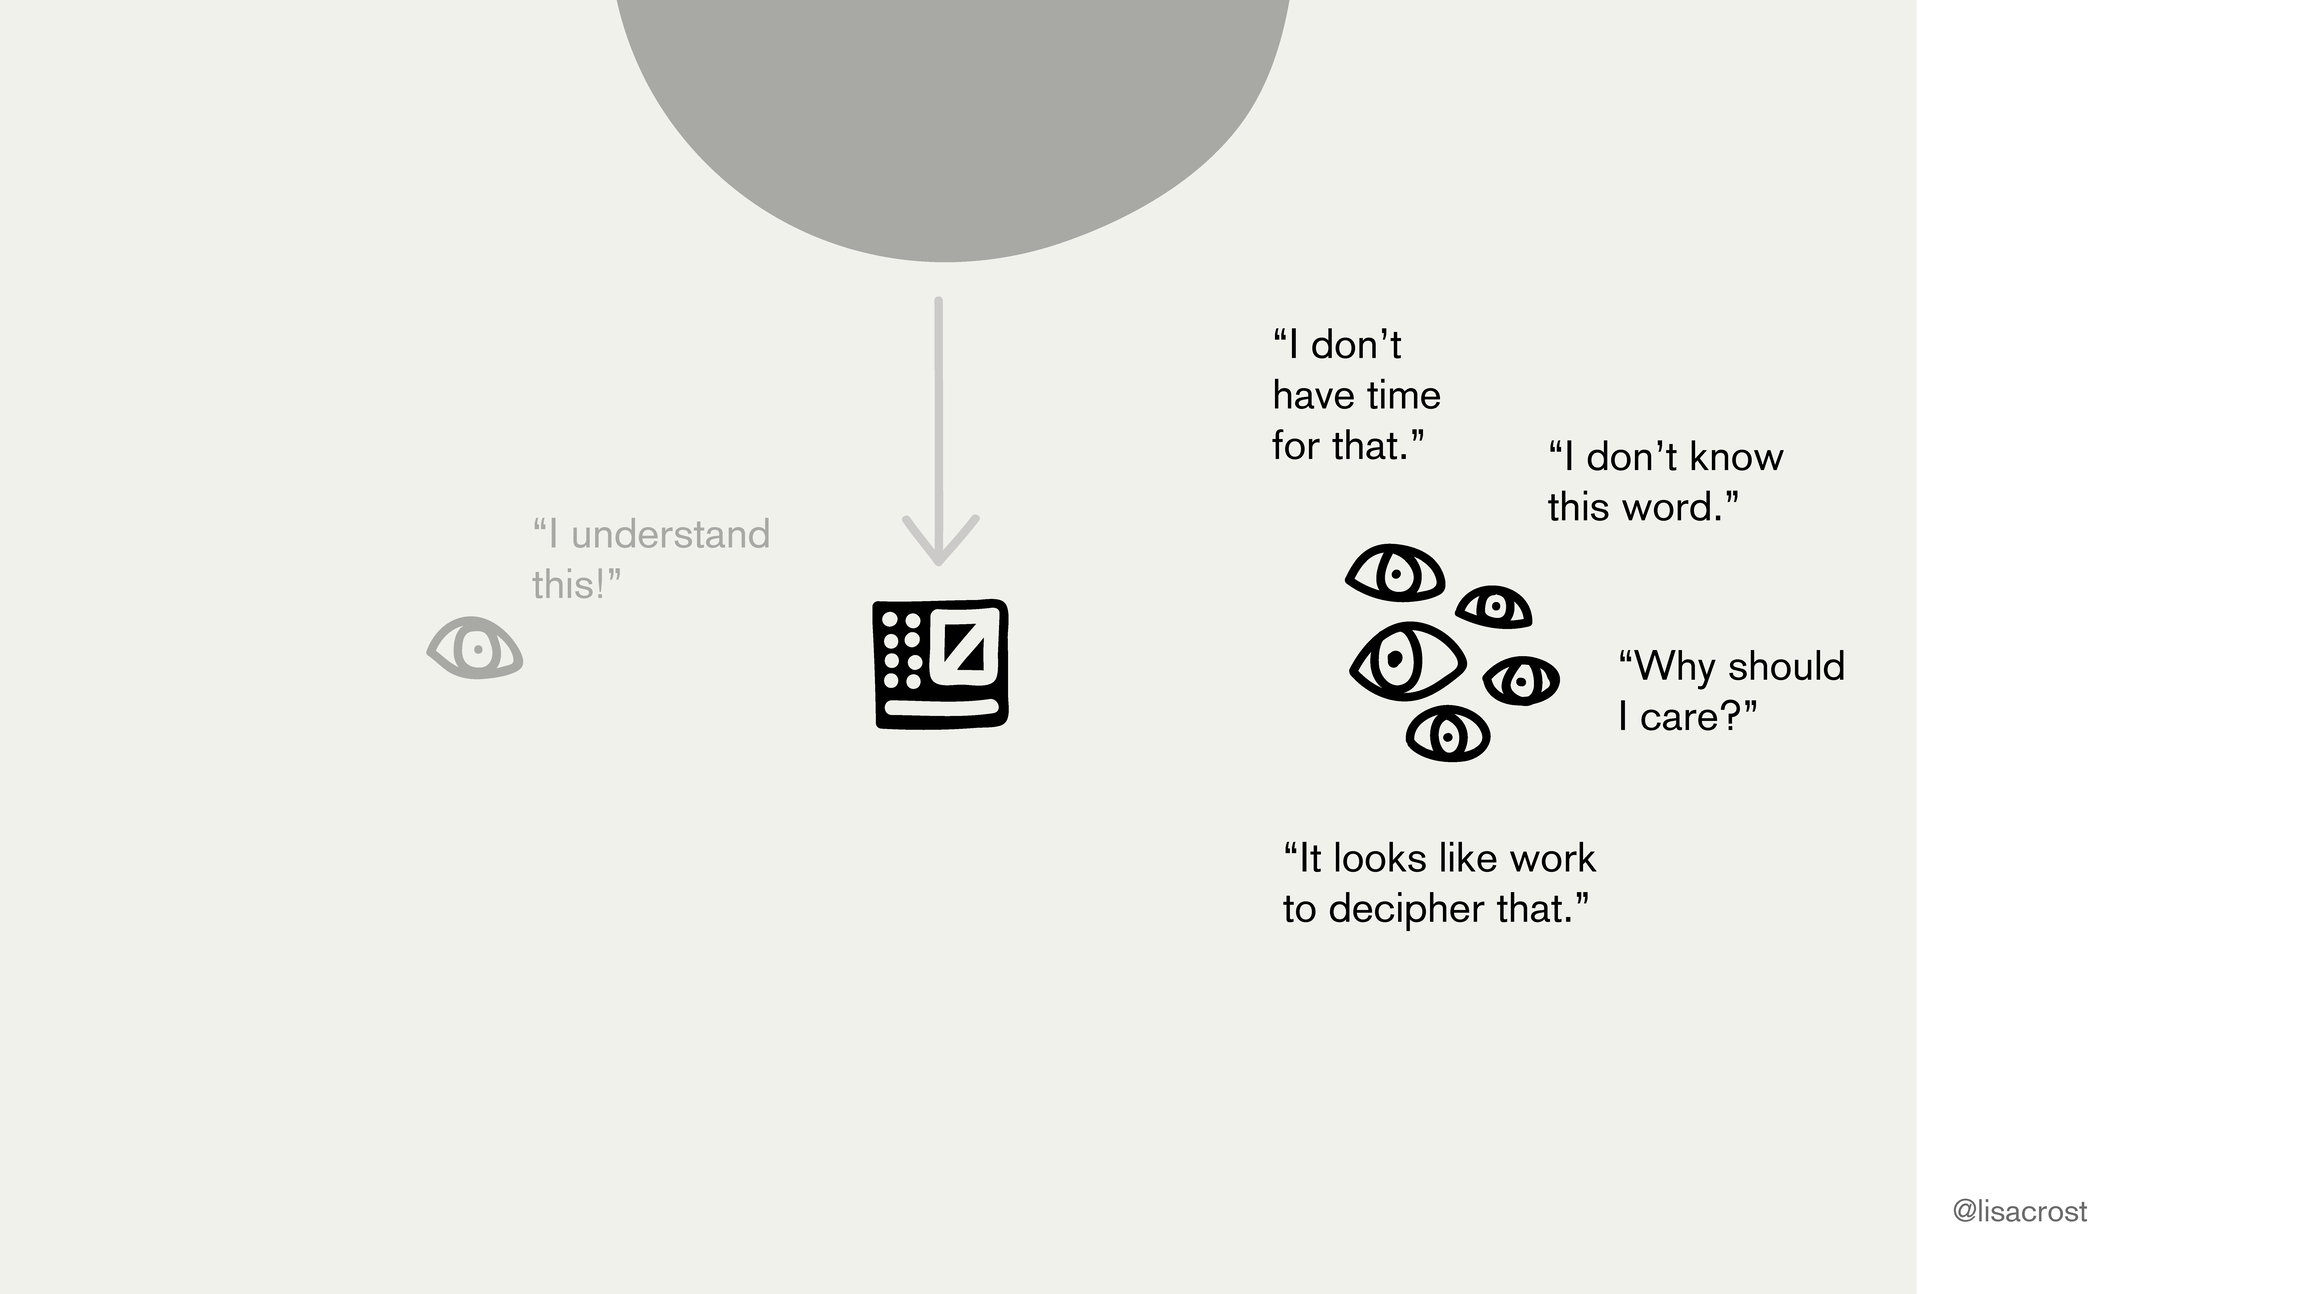 “I don’t
have time
for that.”
“I don’t know
this word.”
“I understand
this!”
“Why should
I care?”
“It looks like work
to decipher that.”
@lisacrost